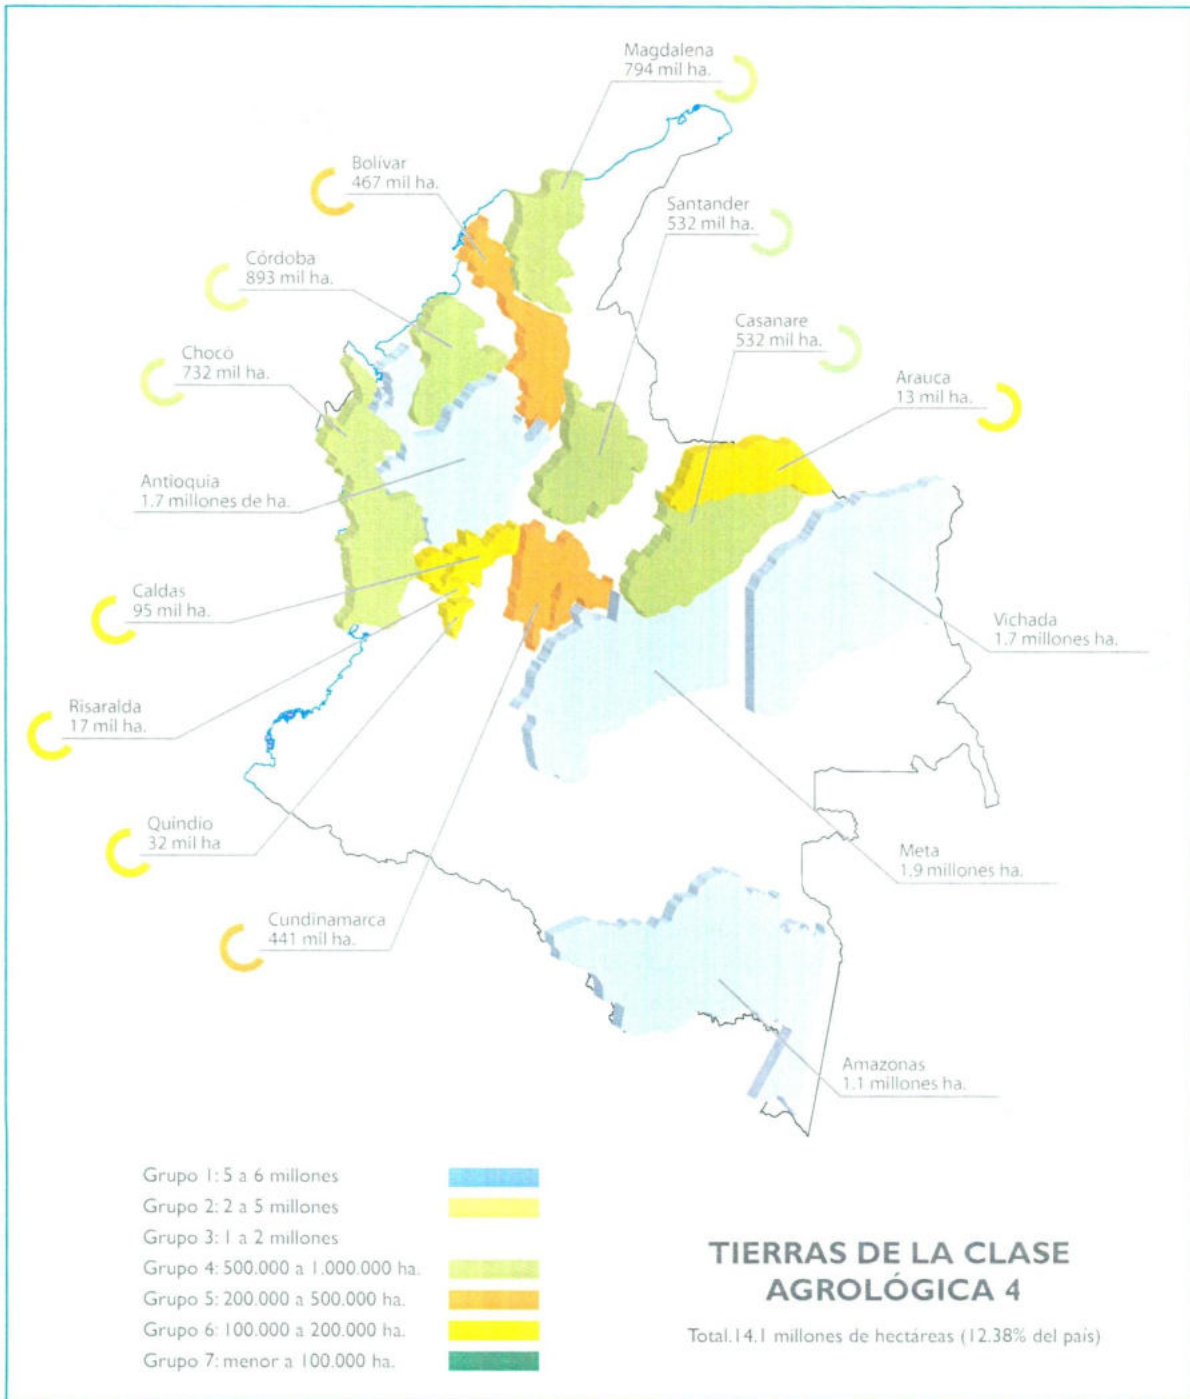 Magdalena
794 mil ha.
Bolívar
467 mil ha.
Santander
532 mil ha.
Córdoba
893 mil ha.
Casanare
532 mil ha.
Chocó
732 mil ha.
Arauca
13 mil ha.
Antioquia
1.7 millones de ha.
Caldas
95 mil ha.
Vichada
1.7 millones ha.
Risaralda
17 mil ha.
Quindio
32 mil ha
Meta
1.9 millones ha.
Cundinamarca
441 mil ha.
Amazonas
1.1 millones ha.
Grupo 1: 5 a 6 millones
Grupo 2: 2 a 5 millones
Grupo 3: 1 a 2 millones
Grupo 4: 500.000 a 1.000.000 ha.
Grupo 5: 200.000 a 500.000 ha.
Grupo 6: 100.000 a 200.000 ha.
Grupo 7: menor a 100.000 ha.
TIERRAS DE LA CLASE
AGROLÓGICA 4
Total.14.1 millones de hectáreas (12.38% del país)